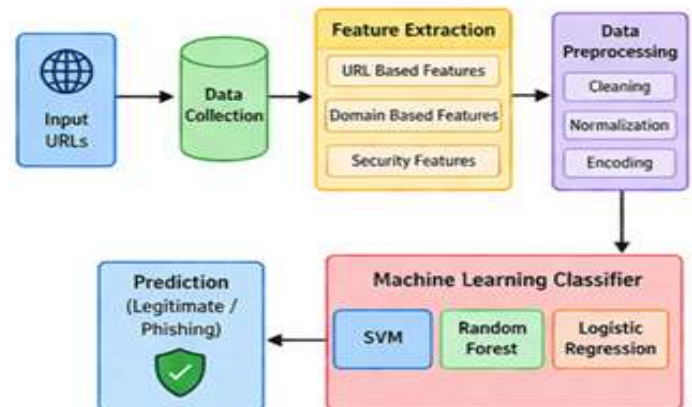 Input
URLs
Data
Collection
Feature Extraction
URL Based Features
Domain Based Features
Security Features
Data
Preprocessing
Cleaning
Normalization
Encoding
Prediction
(Legitimate /
Phishing)
Machine Learning Classifier
SVM
Random
Forest
Logistic
Regression